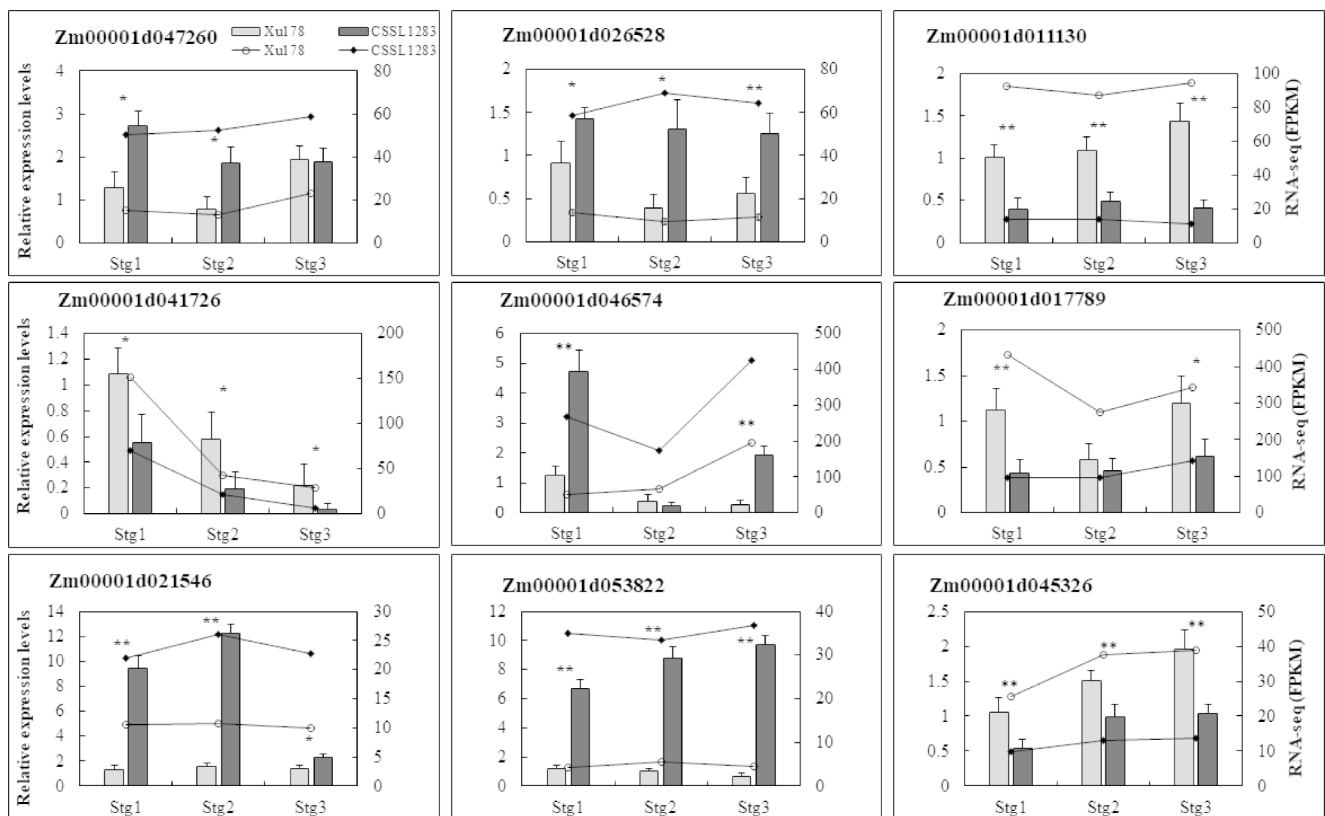 Zm00001d047260
Xu178 CSSL1283
Xu178 CSSL1283
Relative expression levels
4 3 2 1 0
80 60 40 20 0
* *
Stg1 Stg2 Stg3
Zm00001d026528
2 1.5 1 0.5 0
80 60 40 20 0
* * **
Stg1 Stg2 Stg3
Zm00001d011130
2 1.5 1 0.5 0
100 80 60 40 20 0
RNA-seq (FPKM)
** ** **
Stg1 Stg2 Stg3
Zm00001d041726
Relative expression levels
1.4 1.2 1 0.8 0.6 0.4 0.2 0
200 150 100 50 0
* * *
Stg1 Stg2 Stg3
Zm00001d046574
6 5 4 3 2 1 0
500 400 300 200 100 0
** **
Stg1 Stg2 Stg3
Zm00001d017789
2 1.5 1 0.5 0
500 400 300 200 100 0
RNA-seq (FPKM)
** *
Stg1 Stg2 Stg3
Zm00001d021546
Relative expression levels
14 12 10 8 6 4 2 0
30 25 20 15 10 5 0
** ** *
Stg1 Stg2 Stg3
Zm00001d053822
12 10 8 6 4 2 0
40 30 20 10 0
** ** **
Stg1 Stg2 Stg3
Zm00001d045326
2.5 2 1.5 1 0.5 0
50 40 30 20 10 0
RNA-seq (FPKM)
** ** **
Stg1 Stg2 Stg3